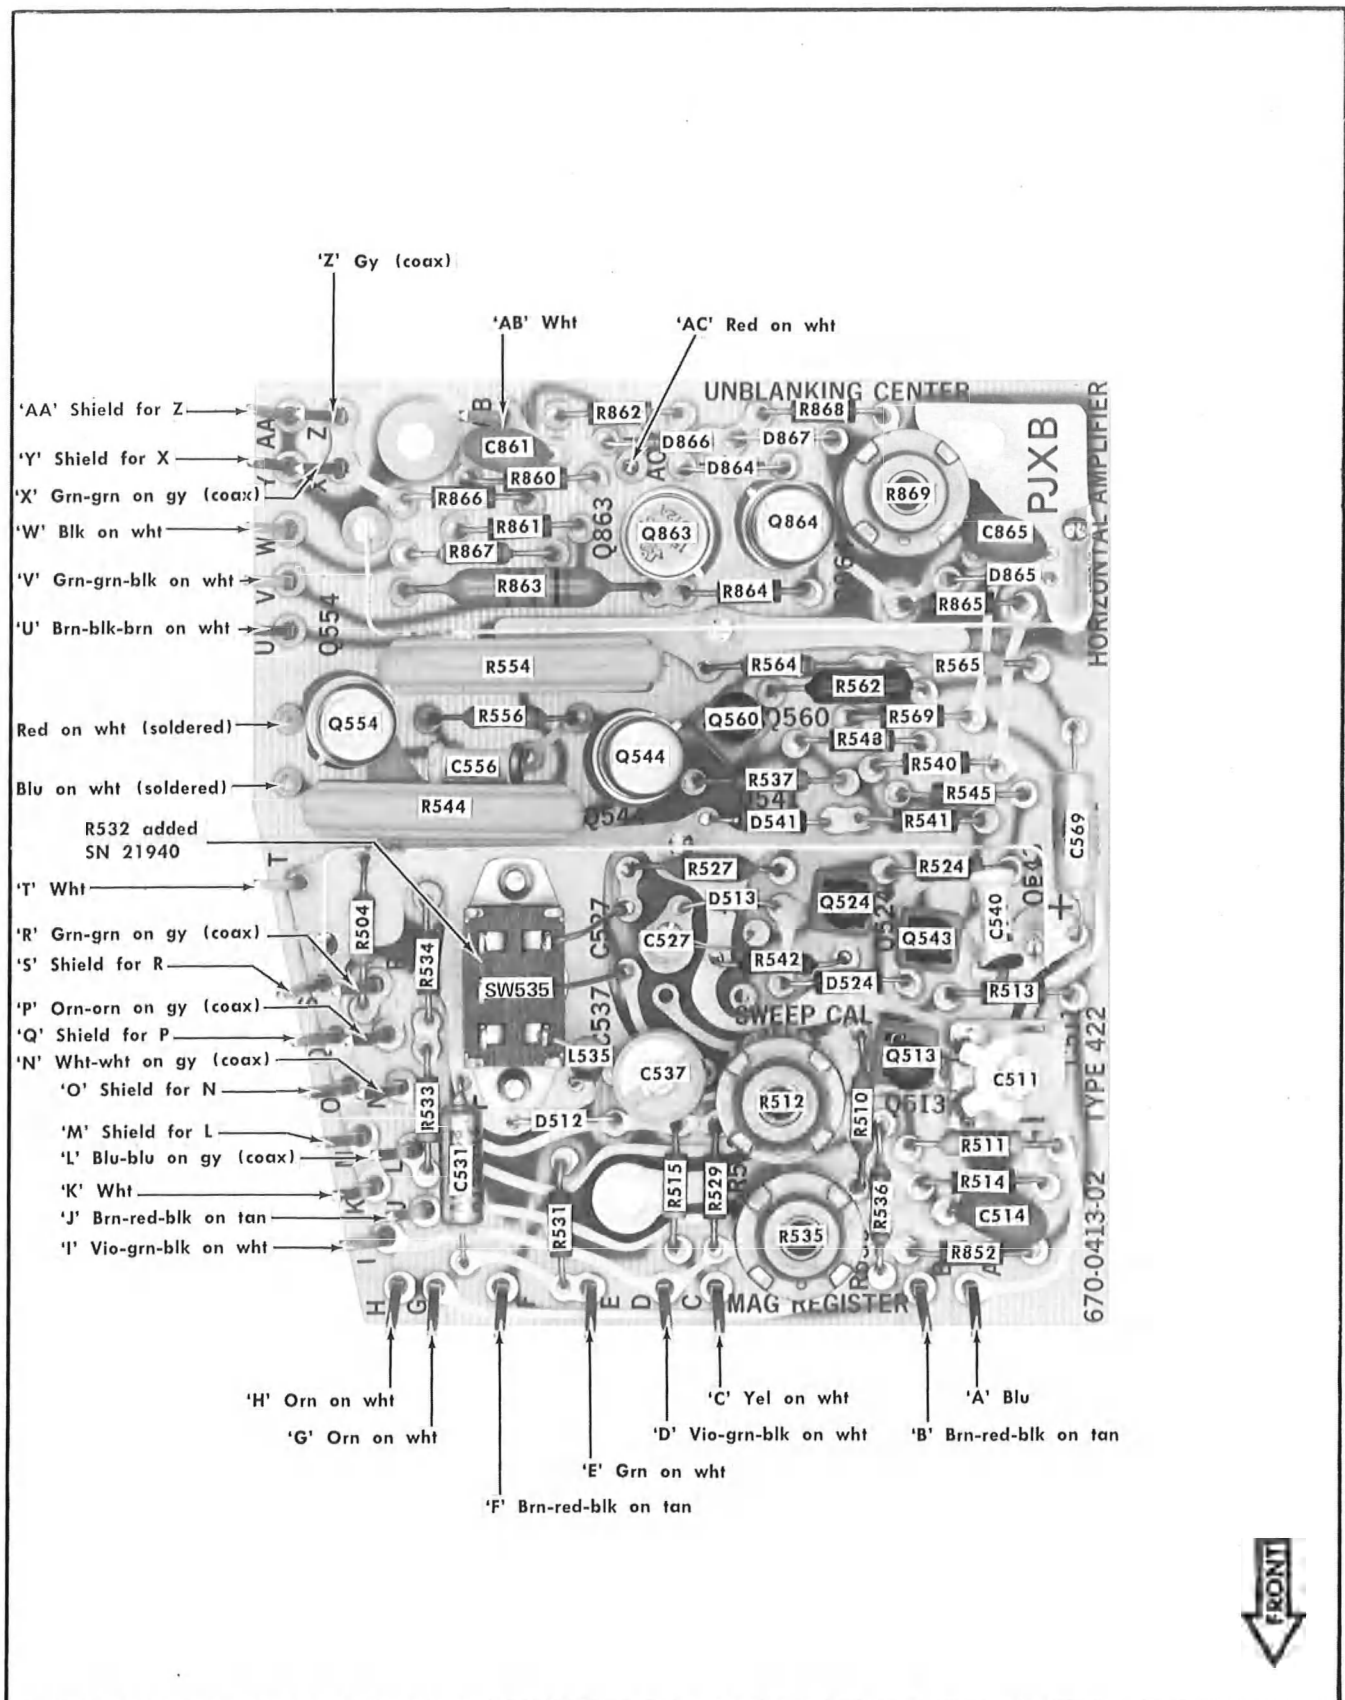 'Z' Gy (coax)
'AB' Wht
'AC' Red on wht
UNBLANKING CENTER
'AA' Shield for Z
AA
Z
B
R862
R868
C861
D866
D867
'Y' Shield for X
Y
X
AC
D864
PJXB
HORIZONTAL AMPLIFIER
'X' Grn-grn on gy (coax)
R860
R866
R869
'W' Blk on wht
W
R861
Q863
Q863
Q864
C865
R867
'V' Grn-grn-blk on wht
V
R863
R864
D865
R865
'U' Brn-blk-brn on wht
U
Q554
R554
R564
R565
R562
Red on wht (soldered)
Q554
R556
Q560
Q560
R569
R543
Q544
C556
R537
R540
Blu on wht (soldered)
R544
R545
D541
R541
C569
R532 added
SN 21940
T
R527
R524
'T' Wht
D513
Q524
Q524
C540
R504
C527
+
'R' Grn-grn on gy (coax)
C527
Q543
R534
R542
'S' Shield for R
SW535
D524
R513
'P' Orn-orn on gy (coax)
C537
SWEEP CAL
TYPE 422
'Q' Shield for P
L535
Q513
'N' Wht-wht on gy (coax)
C537
C511
'O' Shield for N
O
N
R533
R512
R510
Q513
'M' Shield for L
D512
R511
'L' Blu-blu on gy (coax)
L
C531
R515
R529
R514
'K' Wht
K
J
R536
C514
'J' Brn-red-blk on tan
R531
R535
'I' Vio-grn-blk on wht
I
R852
B
A
H
G
F
E
D
C
MAG REGISTER
670-0413-02
'H' Orn on wht
'C' Yel on wht
'A' Blu
'G' Orn on wht
'D' Vio-grn-blk on wht
'B' Brn-red-blk on tan
'E' Grn on wht
'F' Brn-red-blk on tan
FRONT